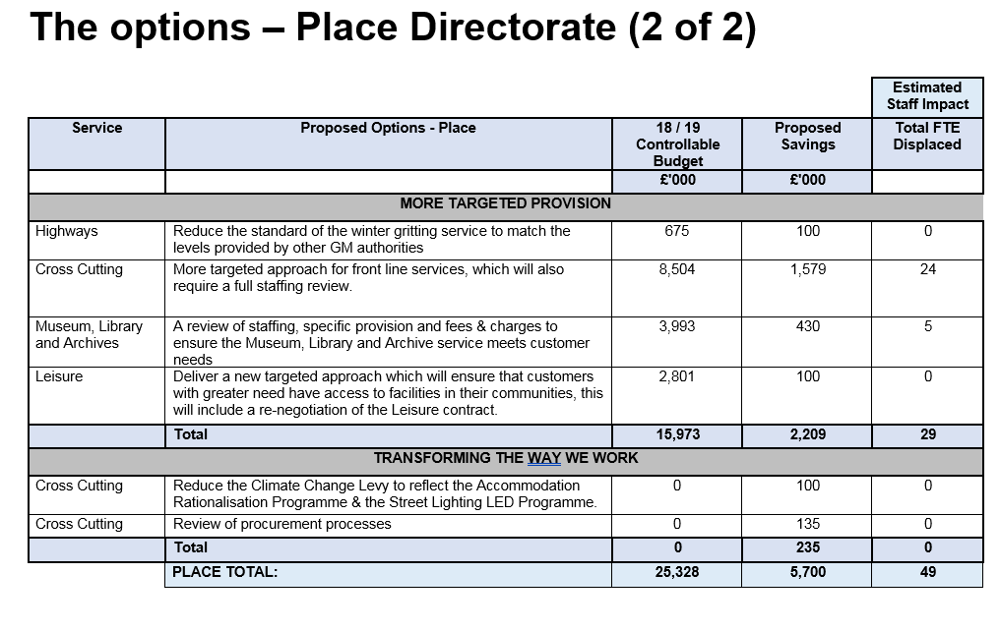 The options – Place Directorate (2 of 2)
Estimated
Staff Impact
Service
Proposed Options - Place
18 / 19
Controllable
Budget
Proposed
Savings
Total FTE
Displaced
£'000
£'000
MORE TARGETED PROVISION
Highways
Reduce the standard of the winter gritting service to match the
levels provided by other GM authorities
675
100
0
Cross Cutting
More targeted approach for front line services, which will also
require a full staffing review.
8,504
1,579
24
Museum, Library
and Archives
A review of staffing, specific provision and fees & charges to
ensure the Museum, Library and Archive service meets customer
needs
3,993
430
5
Leisure
Deliver a new targeted approach which will ensure that customers
with greater need have access to facilities in their communities, this
will include a re-negotiation of the Leisure contract.
2,801
100
0
Total
15,973
2,209
29
TRANSFORMING THE WAY WE WORK
Cross Cutting
Reduce the Climate Change Levy to reflect the Accommodation
Rationalisation Programme & the Street Lighting LED Programme.
0
100
0
Cross Cutting
Review of procurement processes
0
135
0
Total
0
235
0
PLACE TOTAL:
25,328
5,700
49